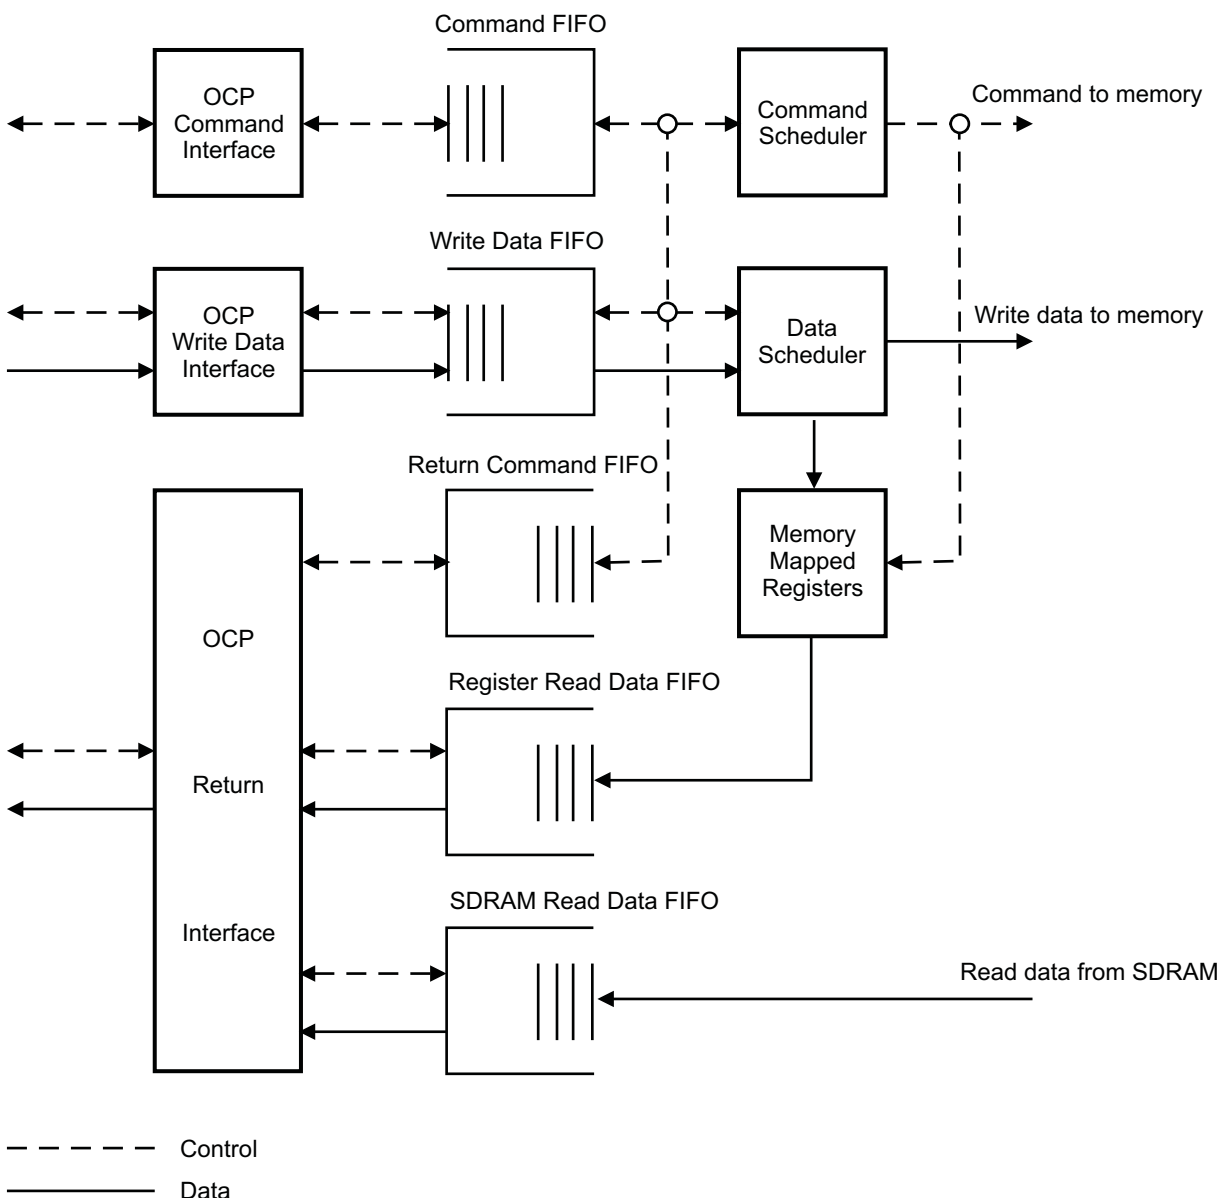 Command FIFO
OCP
Command
Interface
Command
Scheduler
Command to memory
Write Data FIFO
OCP
Write Data
Interface
Data
Scheduler
Write data to memory
Return Command FIFO
Memory
Mapped
Registers
OCP
Return
Interface
Register Read Data FIFO
SDRAM Read Data FIFO
Read data from SDRAM
Control
Data